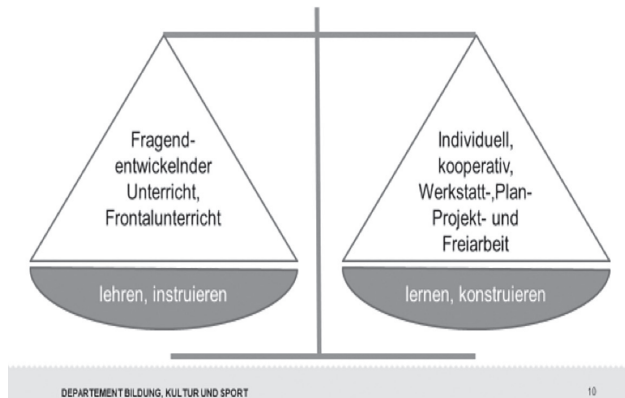 Fragend-
entwickelnder
Unterricht,
Frontalunterricht
lehren, instruieren
Individuell,
kooperativ,
Werkstatt-,Plan-
Projekt- und
Freiarbeit
lernen, konstruieren
DEPARTEMENT BILDUNG, KULTUR UND SPORT
10